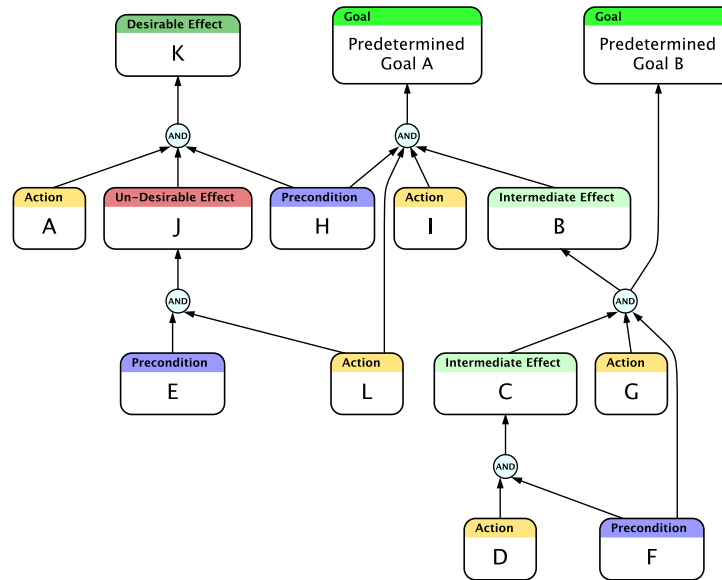 Desirable Effect
K
Goal
Predetermined
Goal A
Goal
Predetermined
Goal B
AND
AND
Action
A
Un-Desirable Effect
J
Precondition
H
Action
I
Intermediate Effect
B
AND
AND
Precondition
E
Action
L
Intermediate Effect
C
Action
G
AND
Action
D
Precondition
F